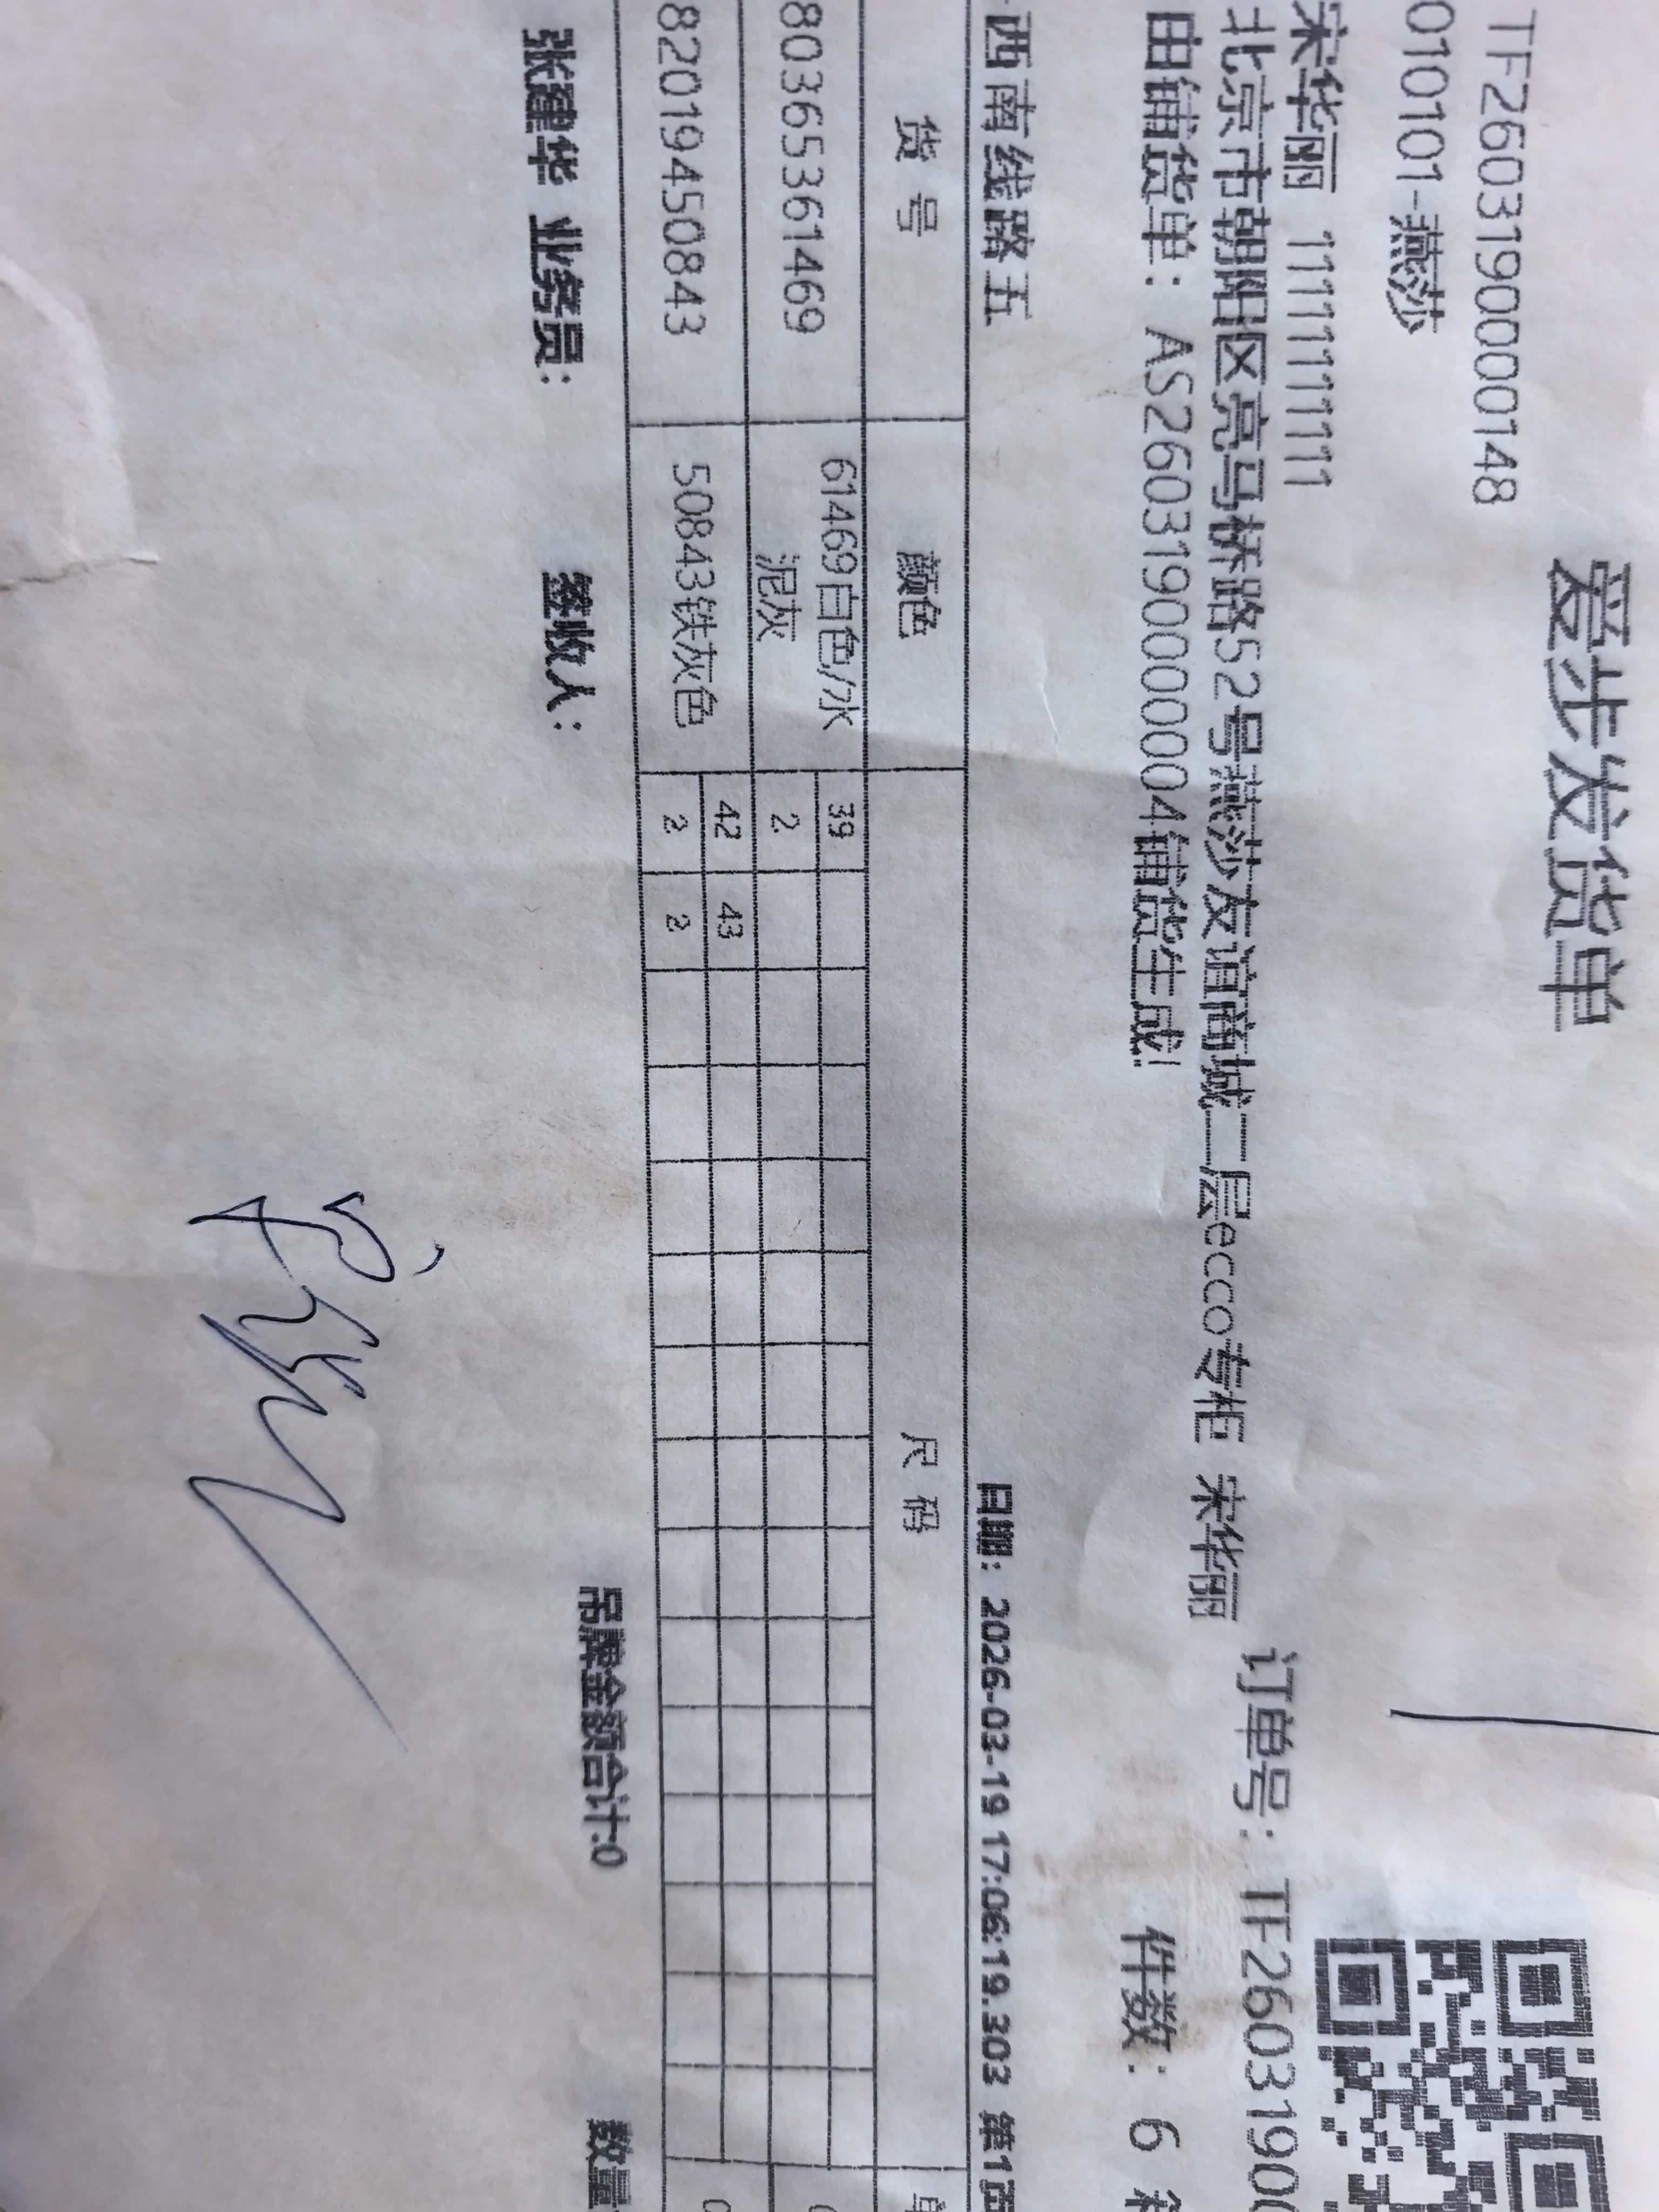 爱步发货单
TF260319000148
010101-燕莎
宋华丽 11111111111
订单号: TF2603190
北京市朝阳区亮马桥路52号燕莎友谊商城二层ecco专柜 宋华丽
由铺货单: AS2603190000004铺货生成!
件数: 6
西南线路五
日期: 2026-03-19 17:06:19.303 第1页
货号 颜色 尺码 单
80365361469 61469白色/水泥灰 39
2
82019450843 50843铁灰色 42 43
2 2
张建华 业务员: 签收人: 吊牌金额合计:0 数量